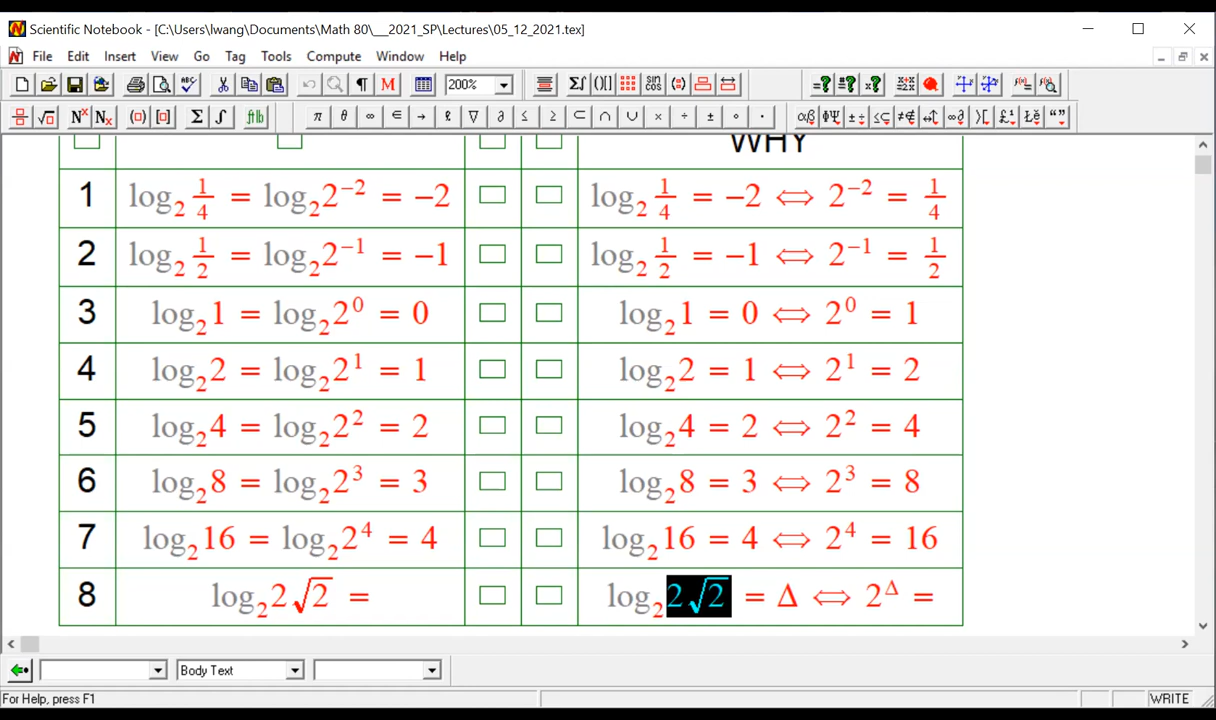 Scientific Notebook - [C:\Users\lwang\Documents\Math 80\___2021_SP\Lectures\05_12_2021.tex]
File Edit Insert View Go Tag Tools Compute Window Help
200%
WHY
1 log₂ 1/4 = log₂2⁻² = −2 log₂ 1/4 = −2 ⟺ 2⁻² = 1/4
2 log₂ 1/2 = log₂2⁻¹ = −1 log₂ 1/2 = −1 ⟺ 2⁻¹ = 1/2
3 log₂1 = log₂2⁰ = 0 log₂1 = 0 ⟺ 2⁰ = 1
4 log₂2 = log₂2¹ = 1 log₂2 = 1 ⟺ 2¹ = 2
5 log₂4 = log₂2² = 2 log₂4 = 2 ⟺ 2² = 4
6 log₂8 = log₂2³ = 3 log₂8 = 3 ⟺ 2³ = 8
7 log₂16 = log₂2⁴ = 4 log₂16 = 4 ⟺ 2⁴ = 16
8 log₂2√2 = log₂2√2 = Δ ⟺ 2^Δ =
Body Text
For Help, press F1
WRITE